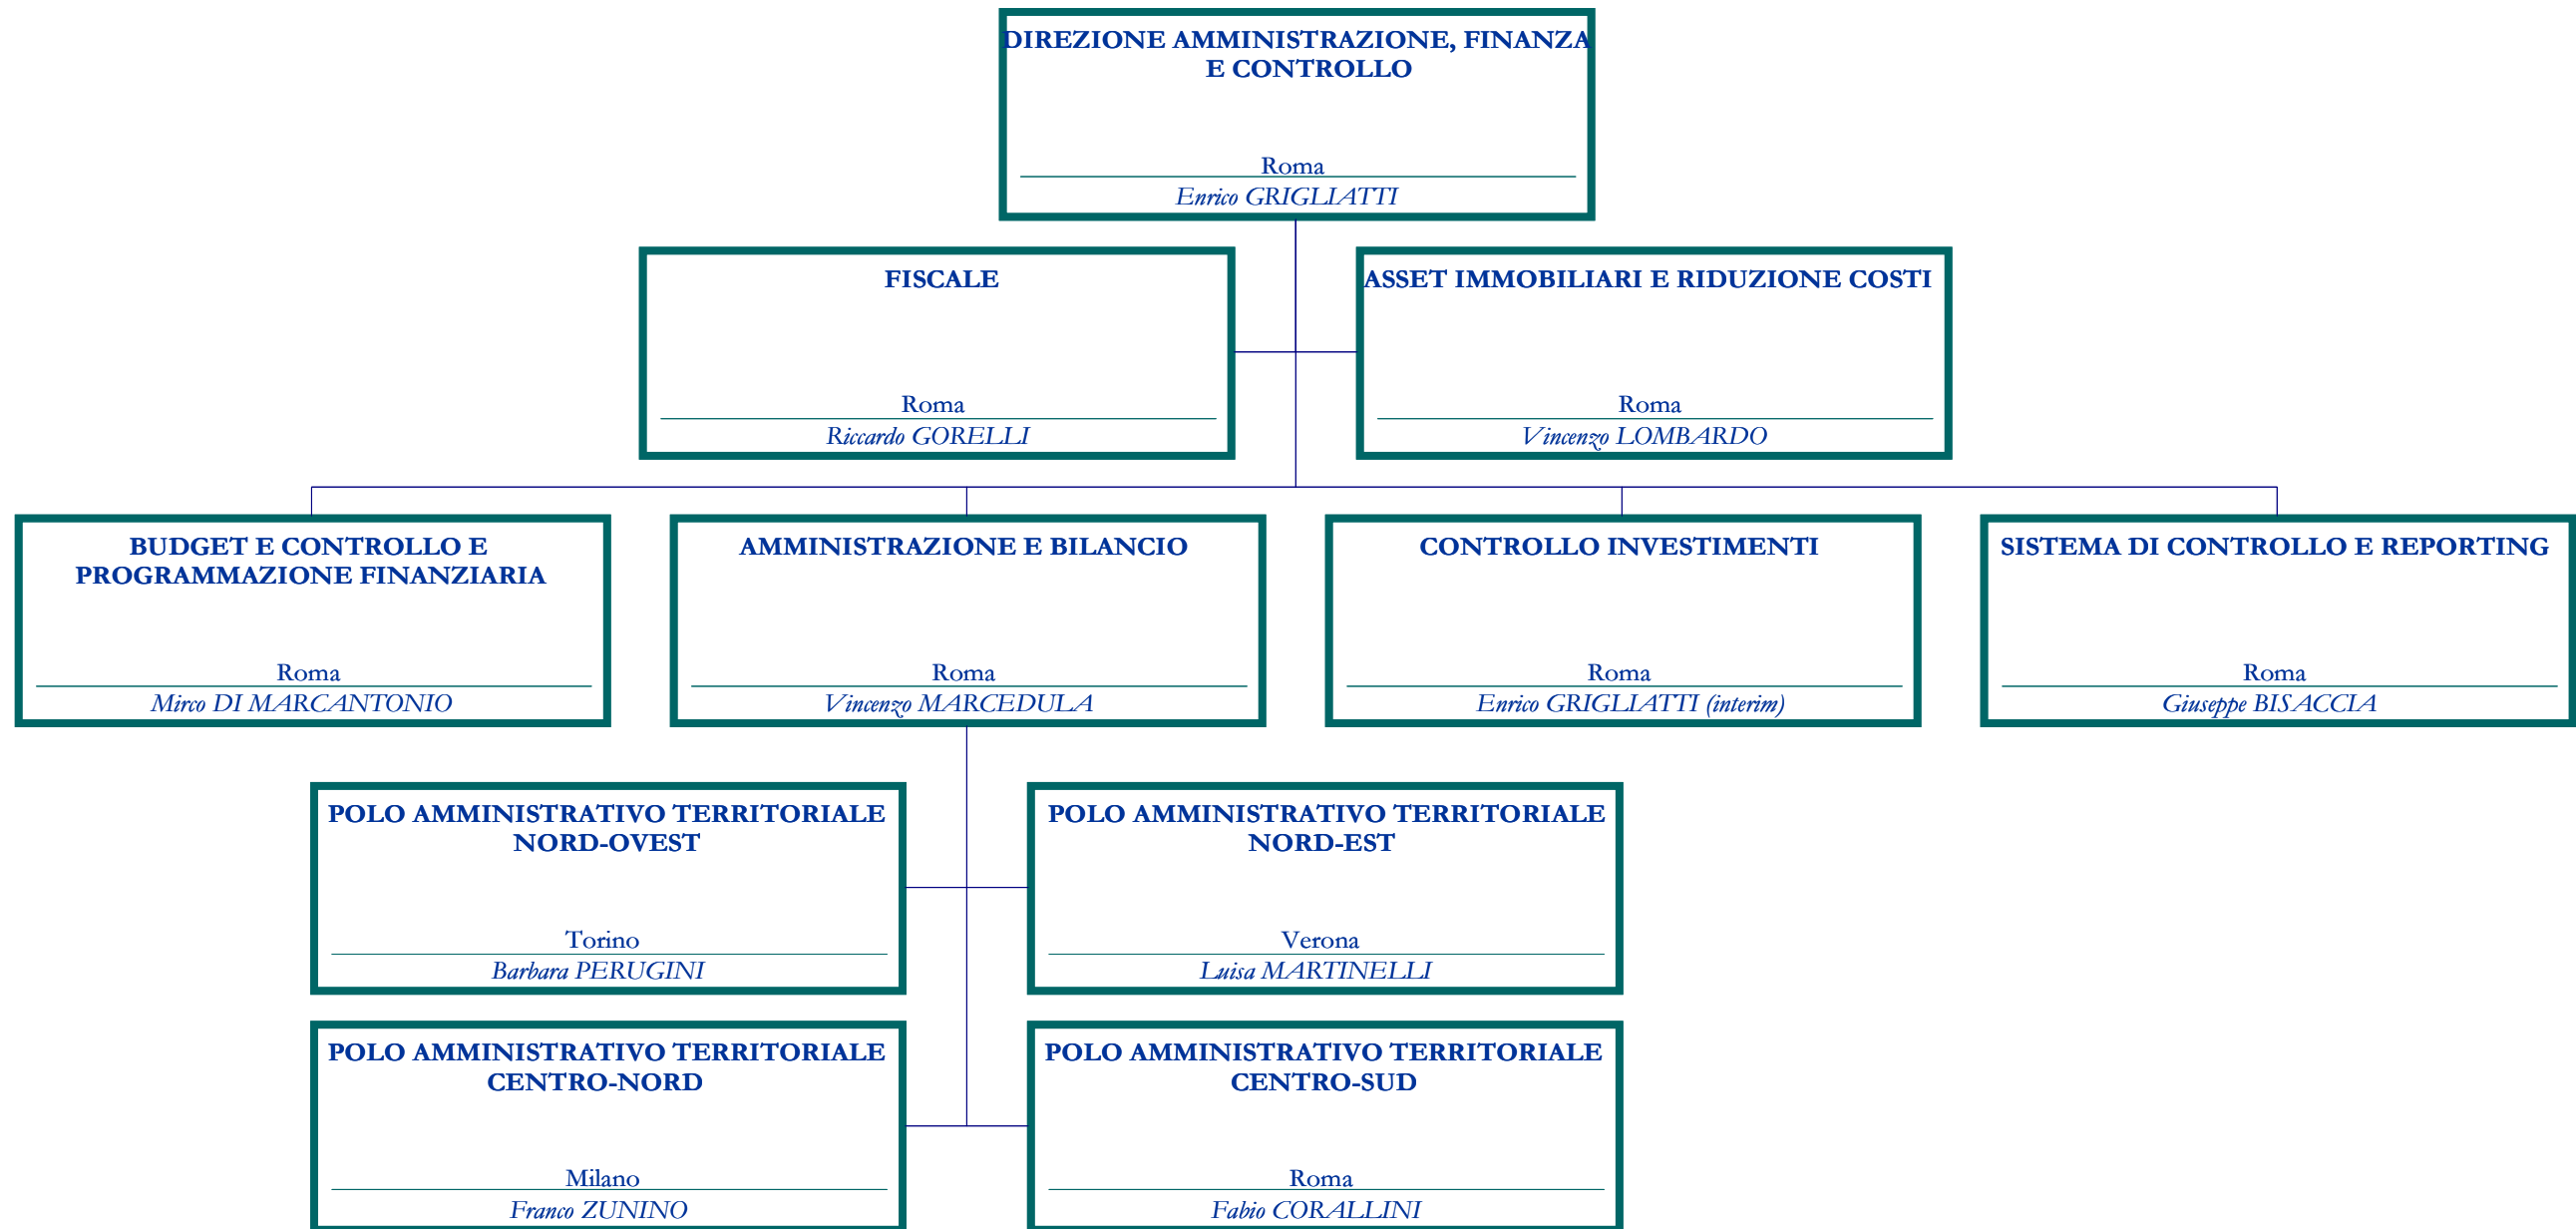 DIREZIONE AMMINISTRAZIONE, FINANZA
E CONTROLLO
Roma
Enrico GRIGLIATTI
FISCALE
Roma
Riccardo GORELLI
ASSET IMMOBILIARI E RIDUZIONE COSTI
Roma
Vincenzo LOMBARDO
BUDGET E CONTROLLO E
PROGRAMMAZIONE FINANZIARIA
Roma
Mirco DI MARCANTONIO
AMMINISTRAZIONE E BILANCIO
Roma
Vincenzo MARCEDULA
CONTROLLO INVESTIMENTI
Roma
Enrico GRIGLIATTI (interim)
SISTEMA DI CONTROLLO E REPORTING
Roma
Giuseppe BISACCIA
POLO AMMINISTRATIVO TERRITORIALE
NORD-OVEST
Torino
Barbara PERUGINI
POLO AMMINISTRATIVO TERRITORIALE
NORD-EST
Verona
Luisa MARTINELLI
POLO AMMINISTRATIVO TERRITORIALE
CENTRO-NORD
Milano
Franco ZUNINO
POLO AMMINISTRATIVO TERRITORIALE
CENTRO-SUD
Roma
Fabio CORALLINI